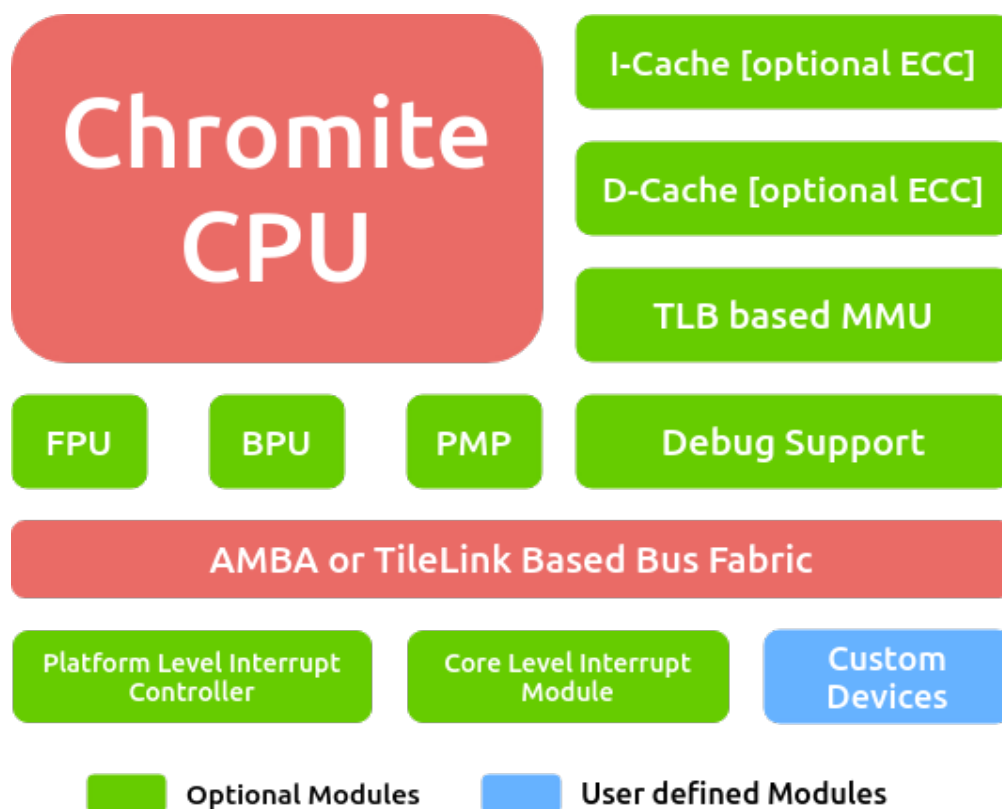 Chromite
CPU
I-Cache [optional ECC]
D-Cache [optional ECC]
TLB based MMU
FPU
BPU
PMP
Debug Support
AMBA or TileLink Based Bus Fabric
Platform Level Interrupt
Controller
Core Level Interrupt
Module
Custom
Devices
Optional Modules
User defined Modules